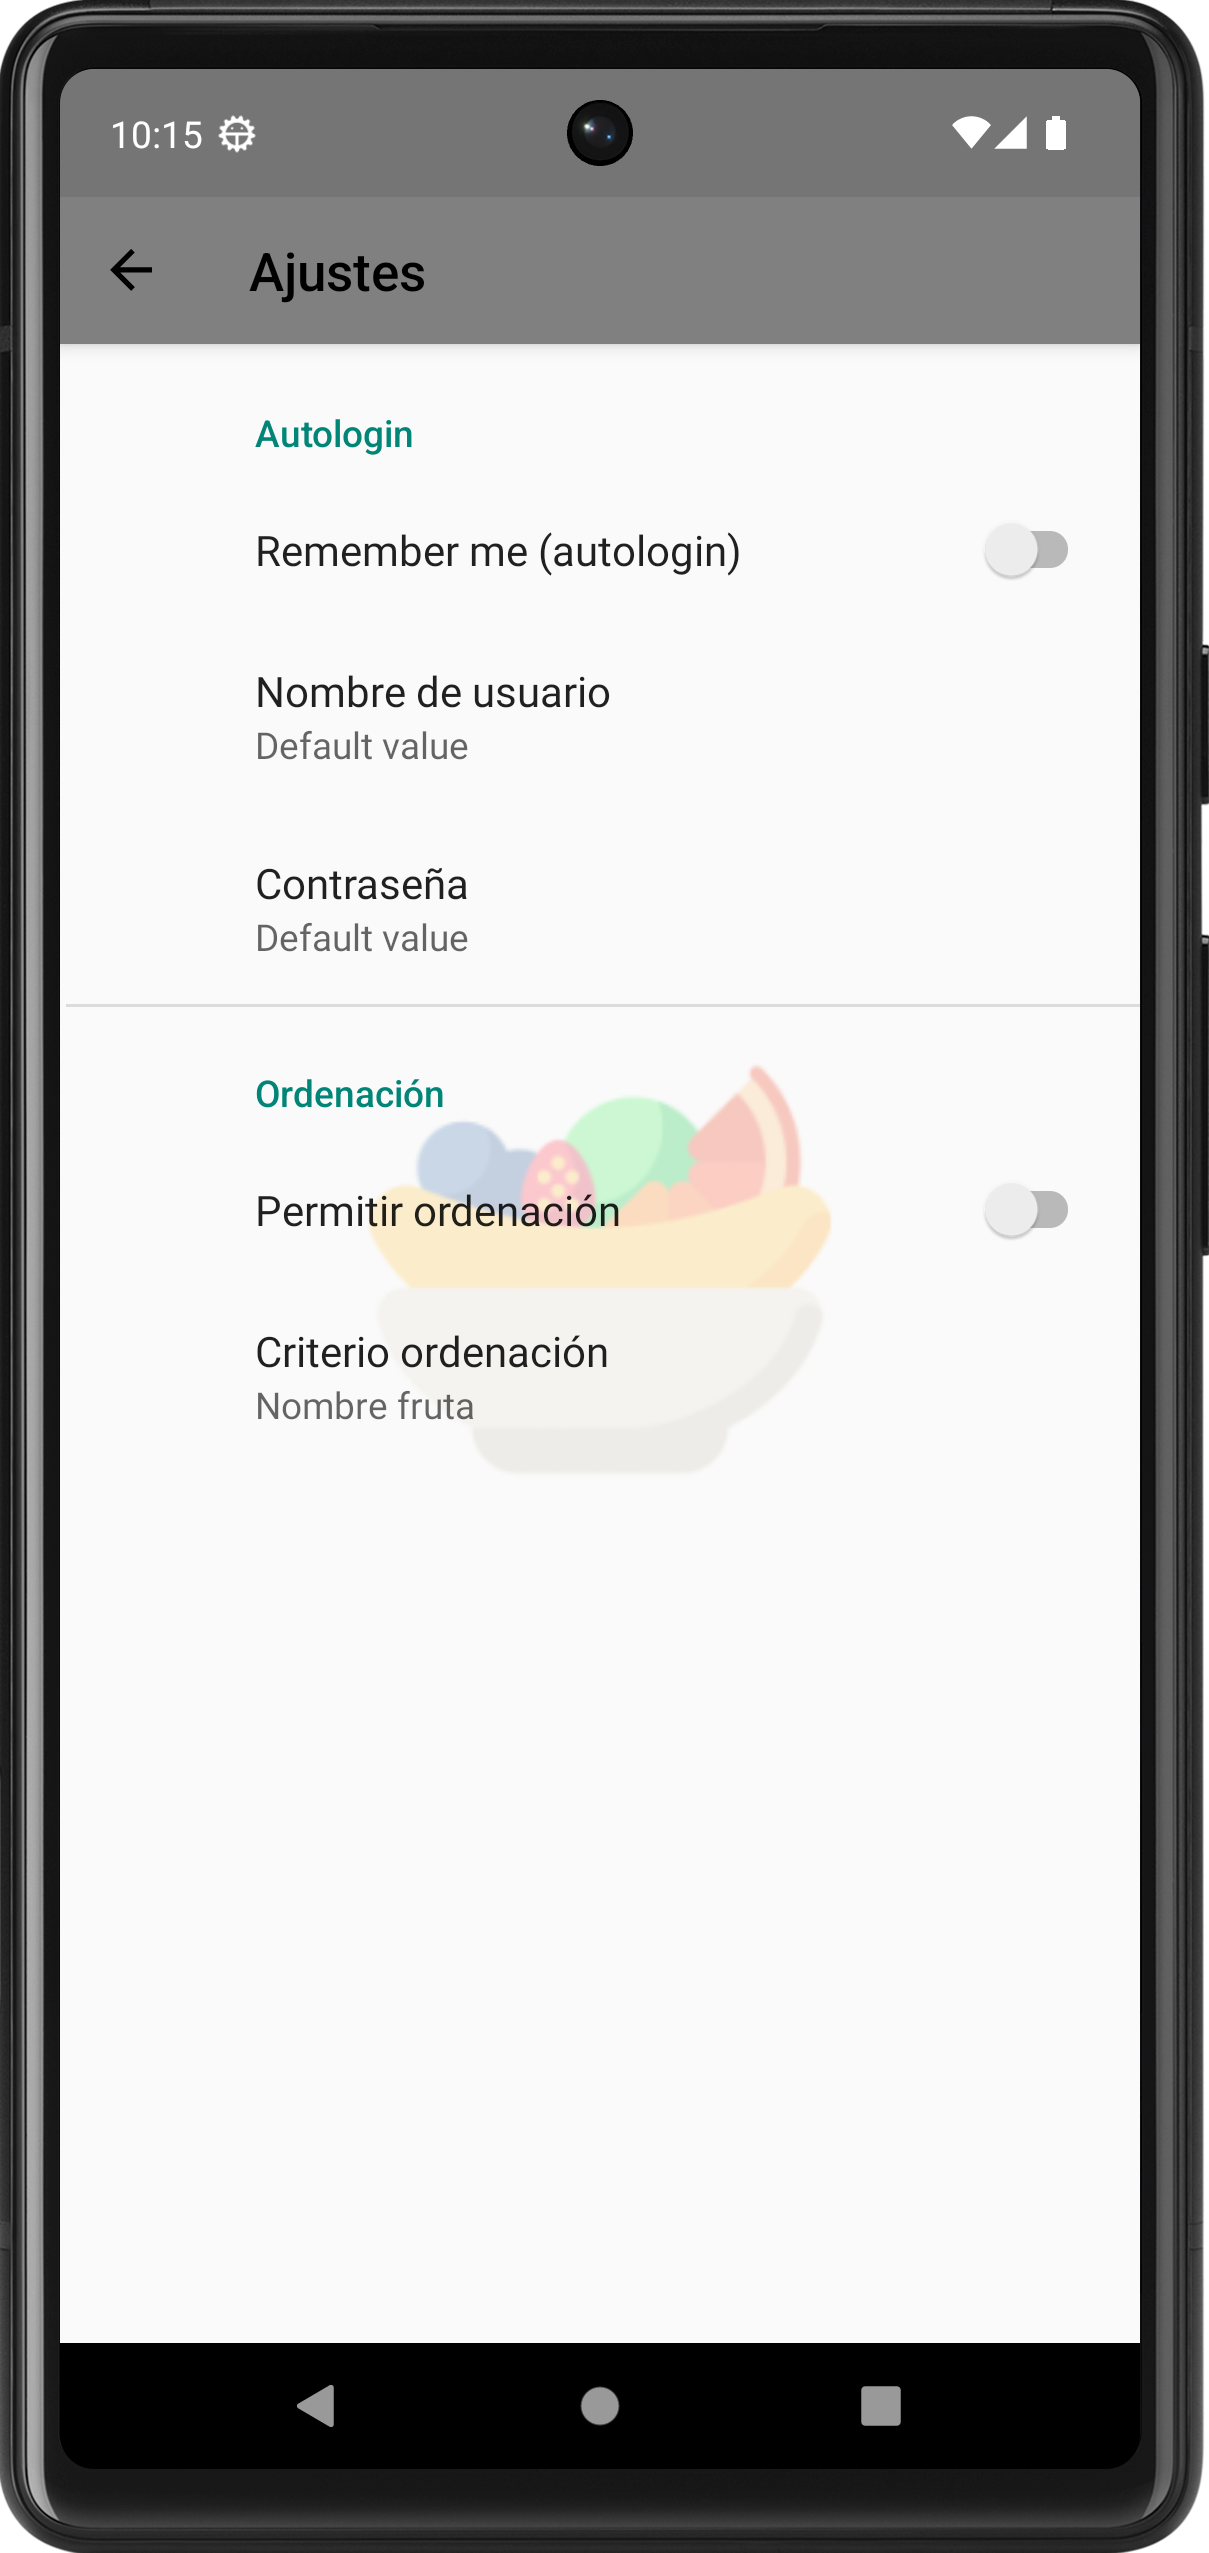 10:15
Ajustes
Autologin
Remember me (autologin)
Nombre de usuario
Default value
Contraseña
Default value
Ordenación
Permitir ordenación
Criterio ordenación
Nombre fruta